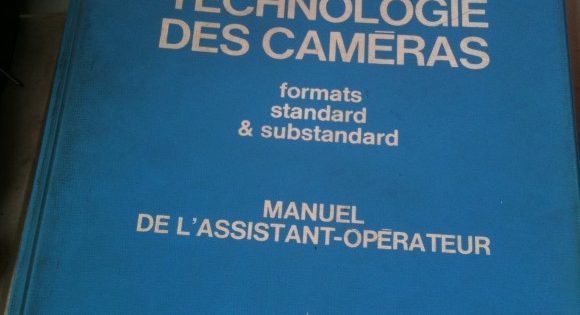 TECHNOLOGIE
DES CAMÉRAS
formats
standard
& substandard
MANUEL
DE L'ASSISTANT-OPÉRATEUR